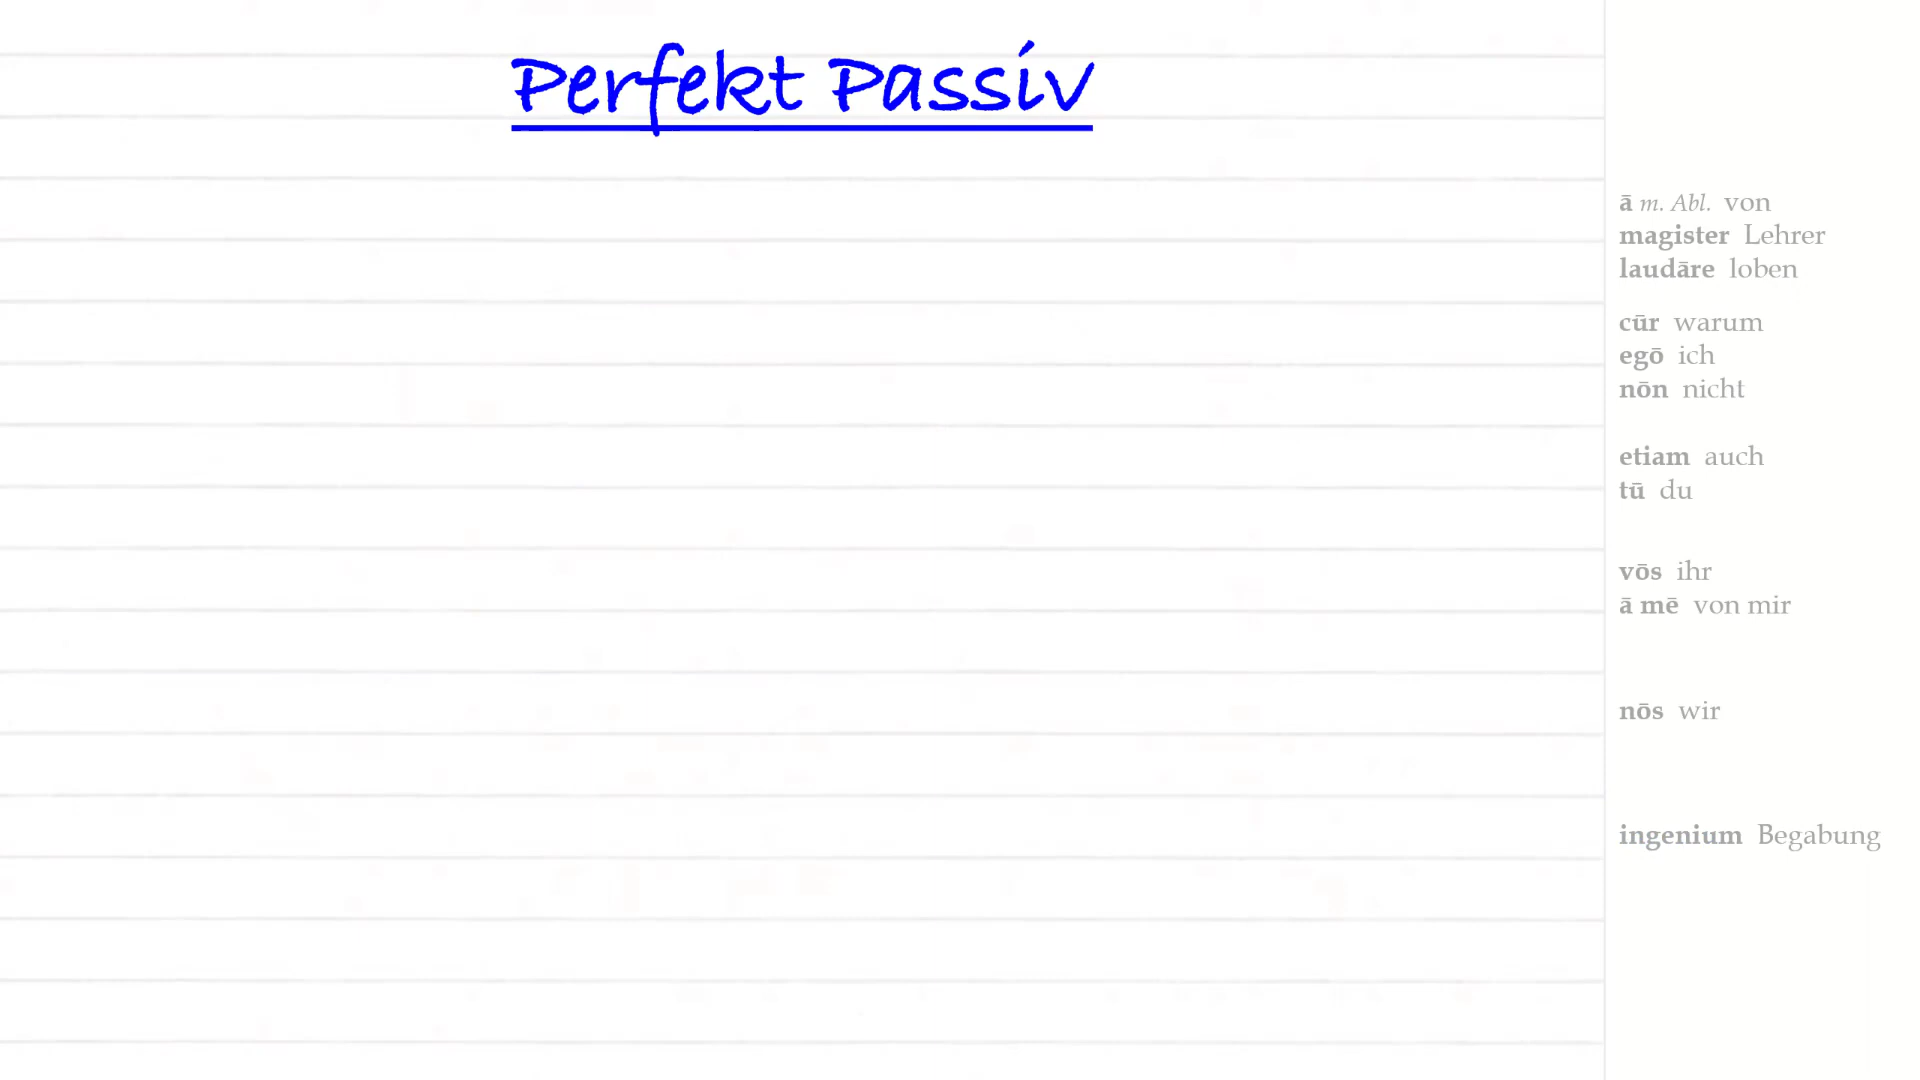 Perfekt Passiv
ā m. Abl. von
magister Lehrer
laudāre loben
cūr warum
egō ich
nōn nicht
etiam auch
tū du
vōs ihr
ā mē von mir
nōs wir
ingenium Begabung